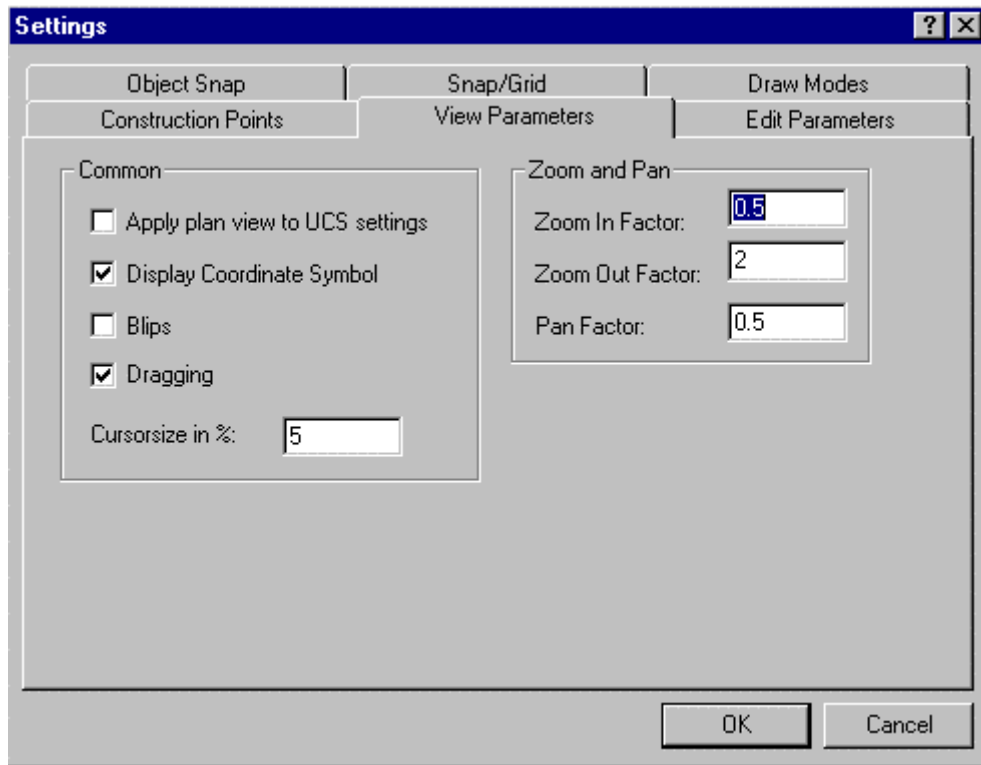 Settings
Object Snap
Snap/Grid
Draw Modes
Construction Points
View Parameters
Edit Parameters
Common
Apply plan view to UCS settings
Display Coordinate Symbol
Blips
Dragging
Cursorsize in %: 5
Zoom and Pan
Zoom In Factor: 0.5
Zoom Out Factor: 2
Pan Factor: 0.5
OK
Cancel